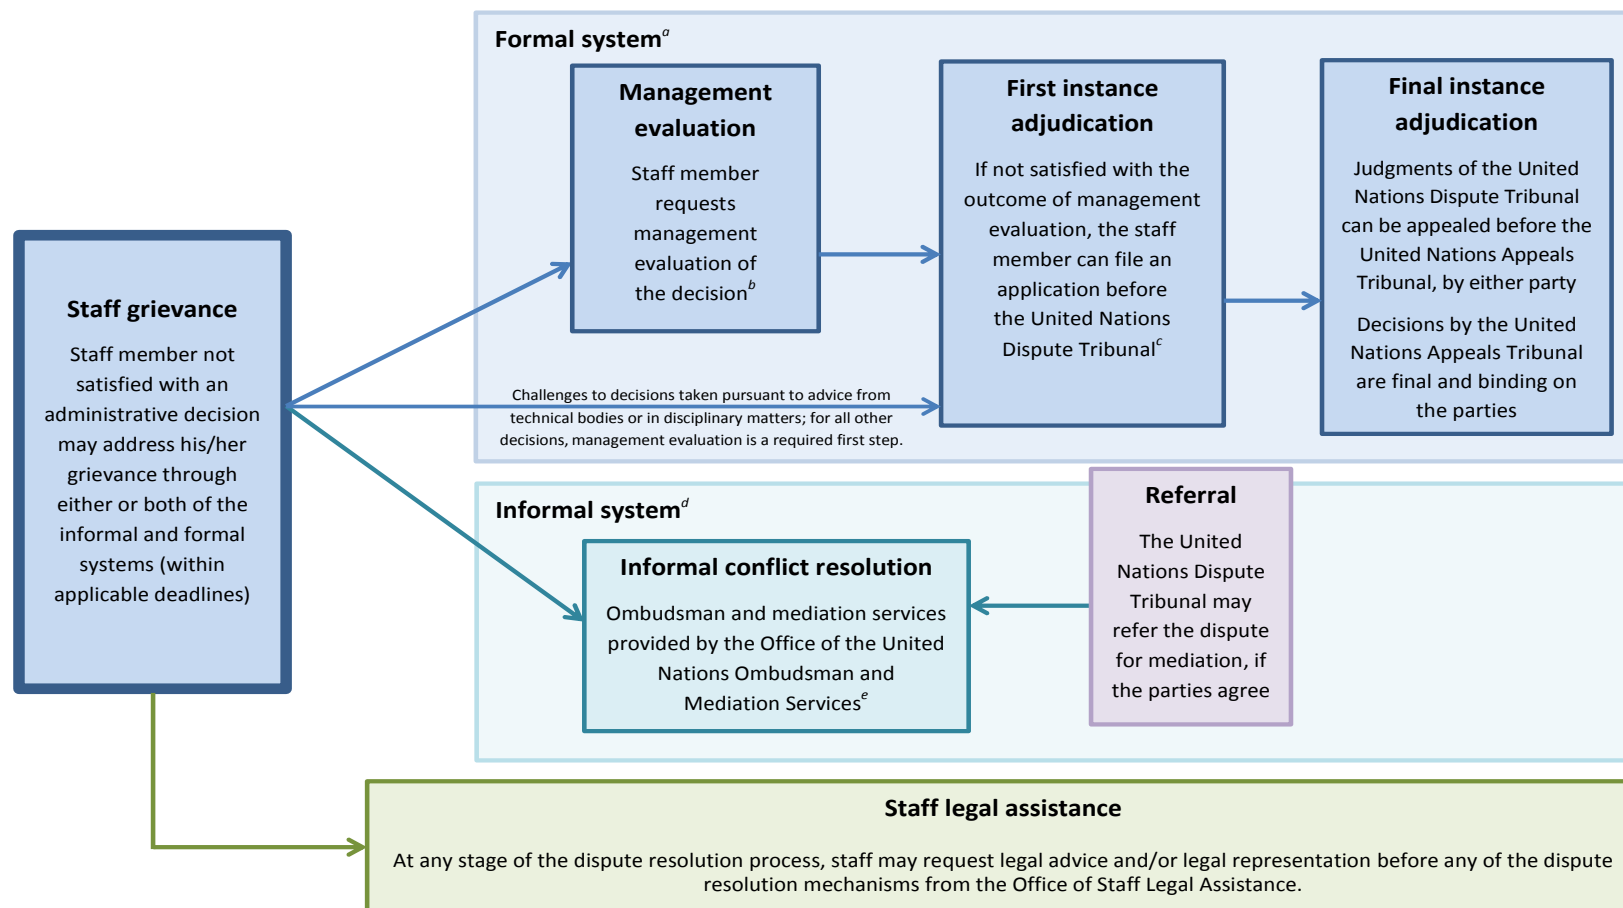 Formal system^a
Management
evaluation
Staff member
requests
management
evaluation of
the decision^b
First instance
adjudication
If not satisfied with the
outcome of management
evaluation, the staff
member can file an
application before
the United Nations
Dispute Tribunal^c
Final instance
adjudication
Judgments of the United
Nations Dispute Tribunal
can be appealed before the
United Nations Appeals
Tribunal, by either party
Decisions by the United
Nations Appeals Tribunal
are final and binding on
the parties
Staff grievance
Staff member not
satisfied with an
administrative decision
may address his/her
grievance through
either or both of the
informal and formal
systems (within
applicable deadlines)
Challenges to decisions taken pursuant to advice from
technical bodies or in disciplinary matters; for all other
decisions, management evaluation is a required first step.
Informal system^d
Informal conflict resolution
Ombudsman and mediation services
provided by the Office of the United
Nations Ombudsman and
Mediation Services^e
Referral
The United
Nations Dispute
Tribunal may
refer the dispute
for mediation, if
the parties agree
Staff legal assistance
At any stage of the dispute resolution process, staff may request legal advice and/or legal representation before any of the dispute
resolution mechanisms from the Office of Staff Legal Assistance.